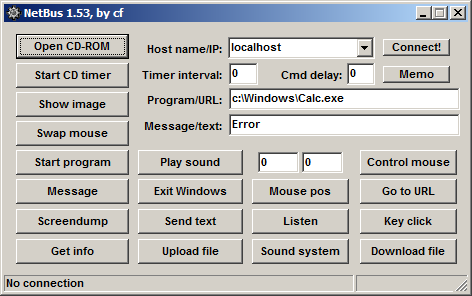 NetBus 1.53, by cf
Open CD-ROM Host name/IP: localhost Connect!
Start CD timer Timer interval: 0 Cmd delay: 0 Memo
Show image Program/URL: c:\Windows\Calc.exe
Swap mouse Message/text: Error
Start program Play sound 0 0 Control mouse
Message Exit Windows Mouse pos Go to URL
Screendump Send text Listen Key click
Get info Upload file Sound system Download file
No connection